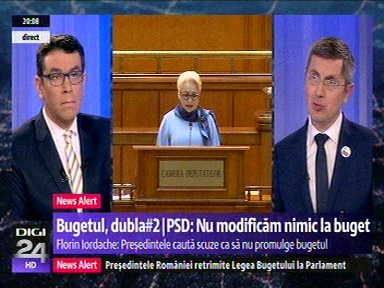 20:08
direct
CAMERA DEPUTAȚILOR
News Alert
Bugetul, dubla#2|PSD: Nu modificăm nimic la buget
Florin Iordache: Președintele caută scuze ca să nu promulge bugetul
DIGI
24
HD
News Alert
Președintele României retrimite Legea Bugetului la Parlament